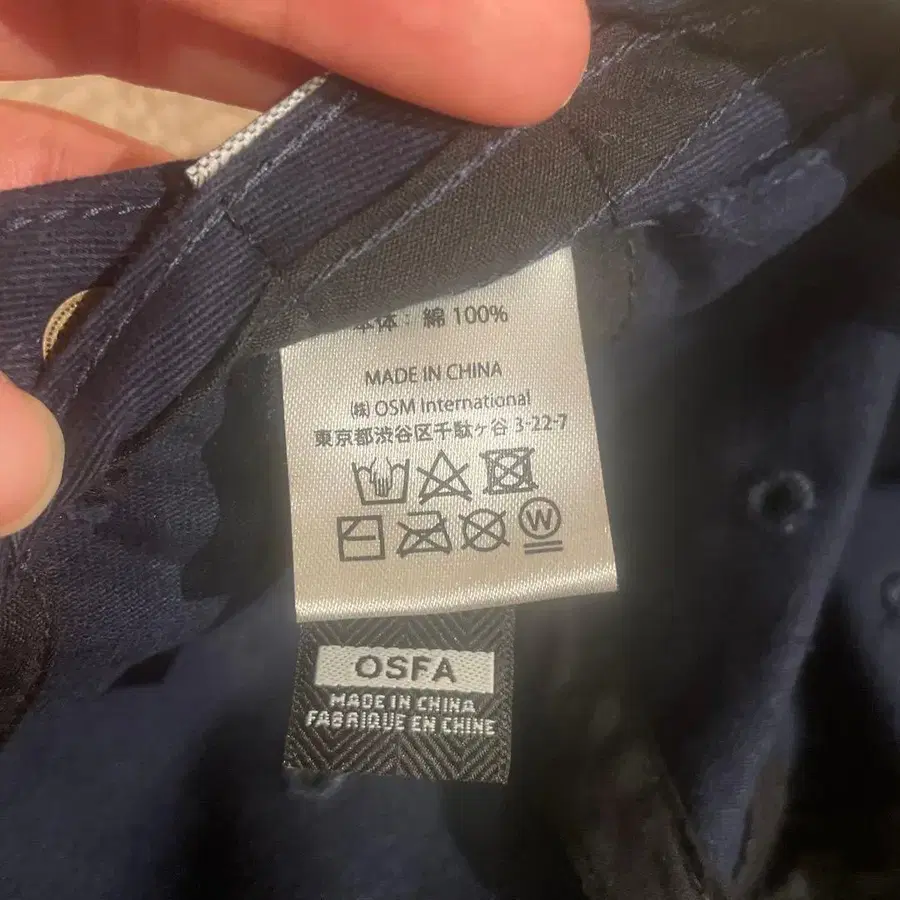 本体：綿 100%
MADE IN CHINA
㈱ OSM International
東京都渋谷区千駄ヶ谷 3-22-7
W
OSFA
MADE IN CHINA
FABRIQUE EN CHINE